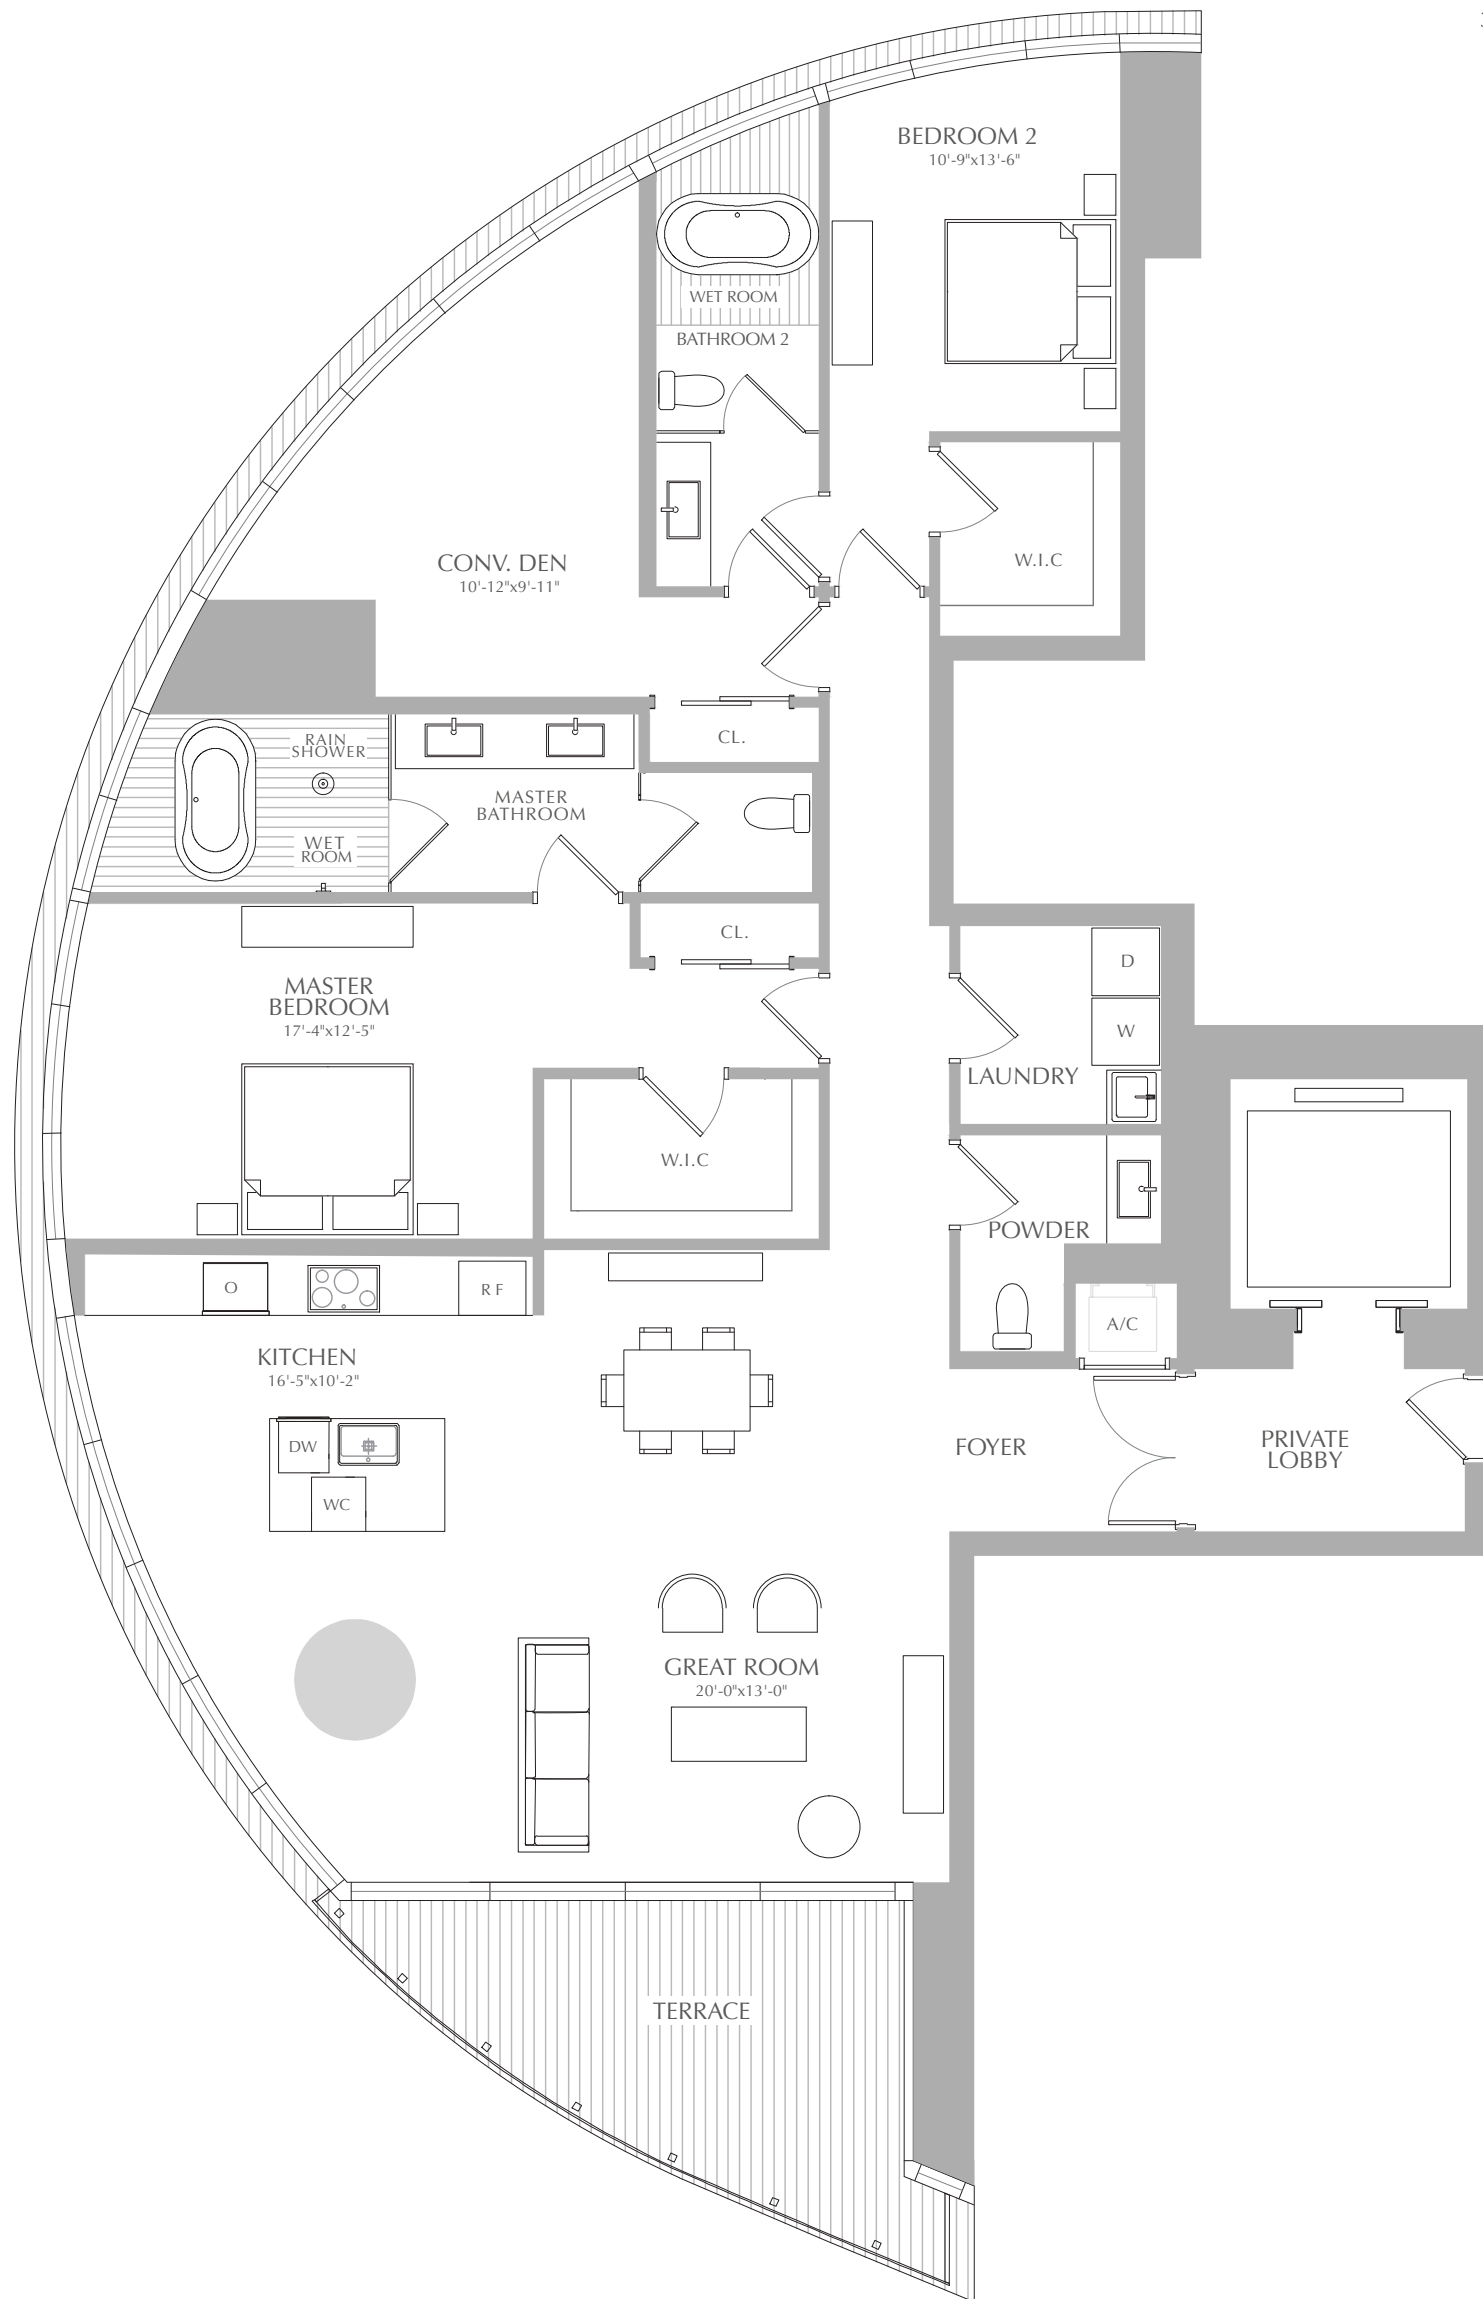 BEDROOM 2
10'-9"x13'-6"
WET ROOM
BATHROOM 2
CONV. DEN
10'-12"x9'-11"
W.I.C
CL.
RAIN
SHOWER
MASTER
BATHROOM
WET
ROOM
CL.
D
MASTER
BEDROOM
17'-4"x12'-5"
W
LAUNDRY
W.I.C
POWDER
O
RF
A/C
KITCHEN
16'-5"x10'-2"
DW
WC
FOYER
PRIVATE
LOBBY
GREAT ROOM
20'-0"x13'-0"
TERRACE